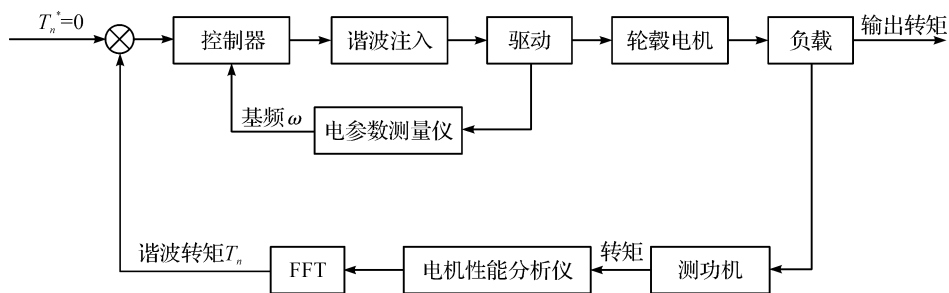 Tn*=0
控制器
谐波注入
驱动
轮毂电机
负载
输出转矩
基频ω
电参数测量仪
谐波转矩Tn
FFT
电机性能分析仪
转矩
测功机